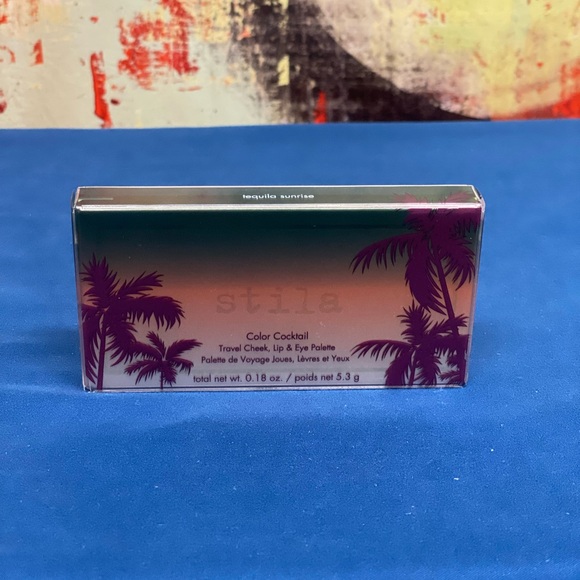 tequila sunrise
stila
Color Cocktail
Travel Cheek, Lip & Eye Palette
Palette de Voyage Joues, Lèvres et Yeux
total net wt. 0.18 oz. / poids net 5.3 g